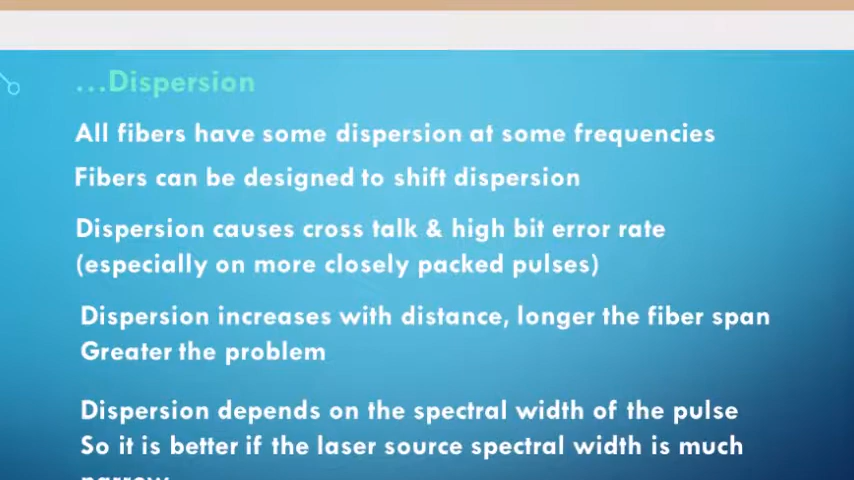 ...Dispersion
All fibers have some dispersion at some frequencies
Fibers can be designed to shift dispersion
Dispersion causes cross talk & high bit error rate
(especially on more closely packed pulses)
Dispersion increases with distance, longer the fiber span
Greater the problem
Dispersion depends on the spectral width of the pulse
So it is better if the laser source spectral width is much
narrow